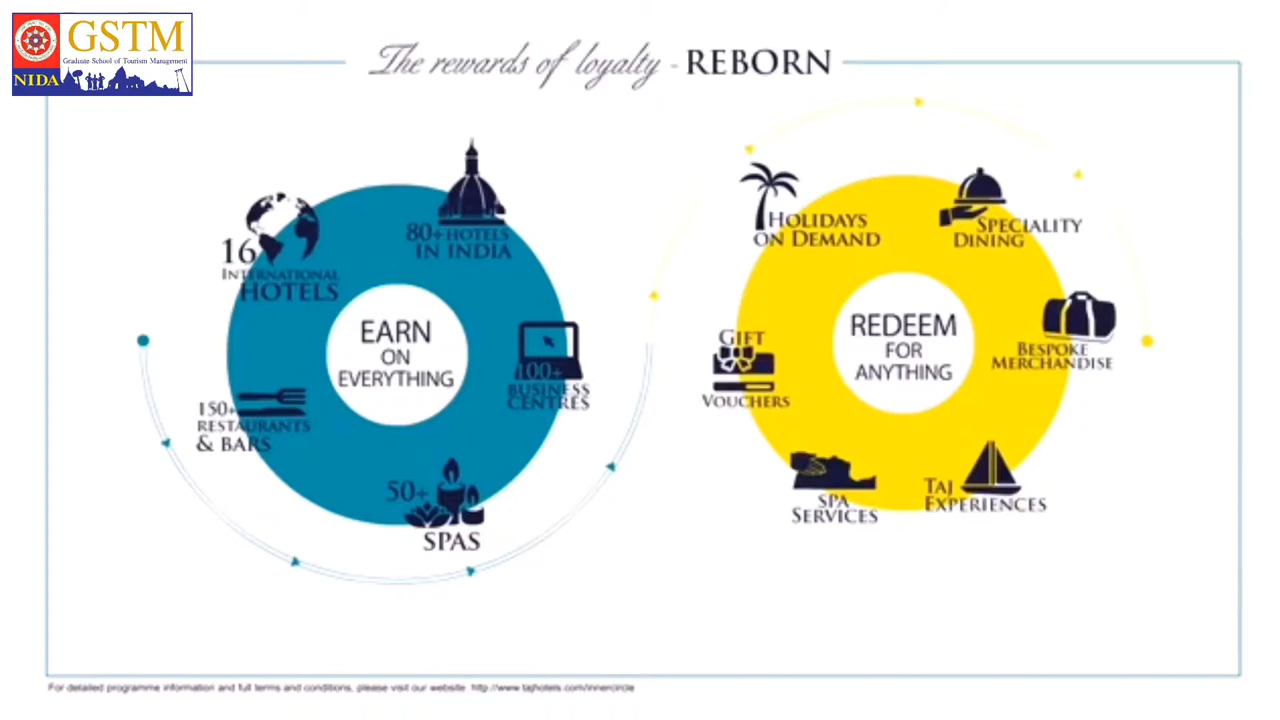 GSTM
Graduate School of Tourism Management
NIDA
The rewards of loyalty - REBORN
16
INTERNATIONAL
HOTELS
80+ HOTELS
IN INDIA
100+
BUSINESS
CENTRES
50+
SPAS
150+
RESTAURANTS
& BARS
EARN
ON
EVERYTHING
HOLIDAYS
ON DEMAND
SPECIALITY
DINING
BESPOKE
MERCHANDISE
TAJ
EXPERIENCES
SPA
SERVICES
GIFT
VOUCHERS
REDEEM
FOR
ANYTHING
For detailed programme information and full terms and conditions, please visit our website http://www.tajhotels.com/innercircle